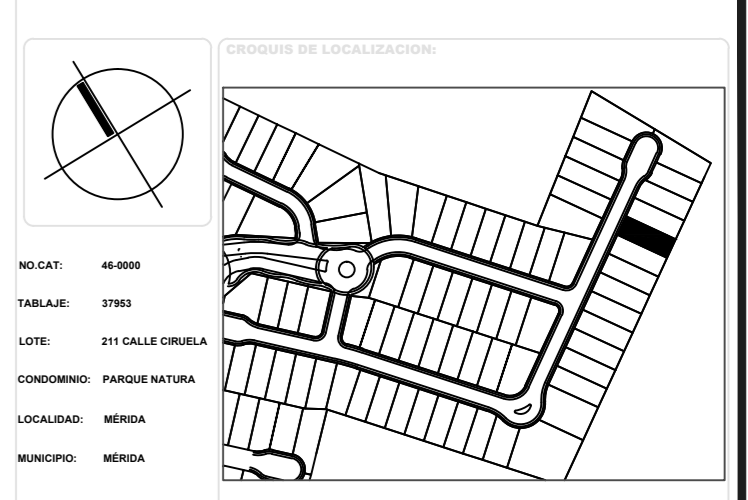 CROQUIS DE LOCALIZACION:
NO.CAT: 46-0000
TABLAJE: 37953
LOTE: 211 CALLE CIRUELA
CONDOMINIO: PARQUE NATURA
LOCALIDAD: MÉRIDA
MUNICIPIO: MÉRIDA